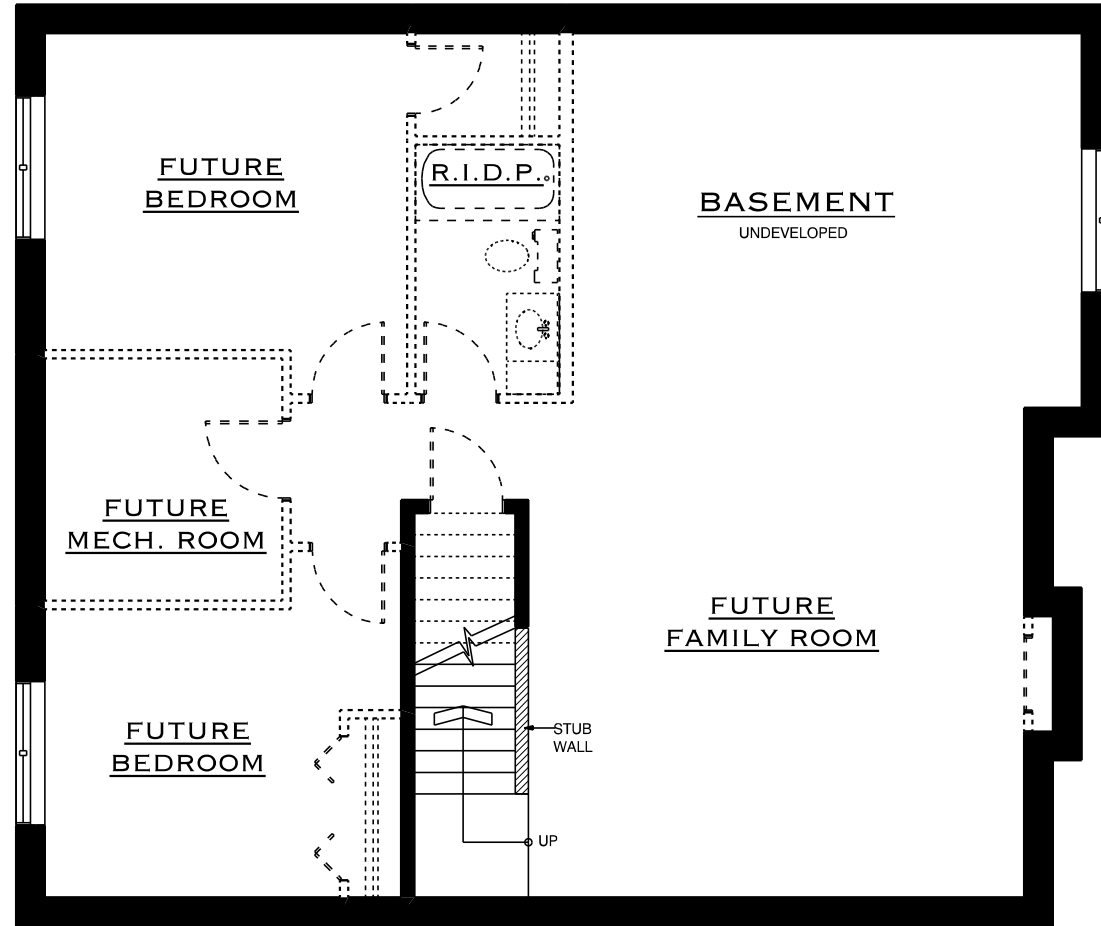 FUTURE
BEDROOM
R.I.D.P.
BASEMENT
UNDEVELOPED
FUTURE
MECH. ROOM
FUTURE
FAMILY ROOM
FUTURE
BEDROOM
STUB
WALL
UP